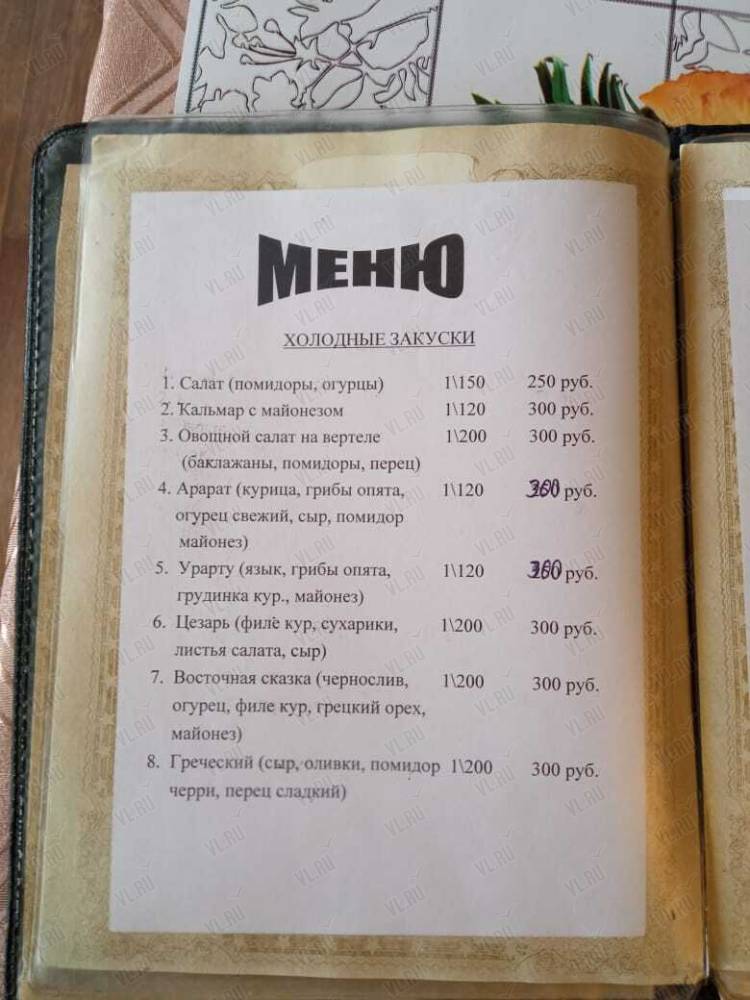 МЕНЮ
ХОЛОДНЫЕ ЗАКУСКИ
1. Салат (помидоры, огурцы) 1\150 250 руб.
2. Кальмар с майонезом 1\120 300 руб.
3. Овощной салат на вертеле 1\200 300 руб.
(баклажаны, помидоры, перец)
4. Арарат (курица, грибы опята, 1\120 300 руб.
огурец свежий, сыр, помидор
майонез)
5. Урарту (язык, грибы опята, 1\120 300 руб.
грудинка кур., майонез)
6. Цезарь (филе кур, сухарики, 1\200 300 руб.
листья салата, сыр)
7. Восточная сказка (чернослив, 1\200 300 руб.
огурец, филе кур, грецкий орех,
майонез)
8. Греческий (сыр, оливки, помидор 1\200 300 руб.
черри, перец сладкий)
VL.RU